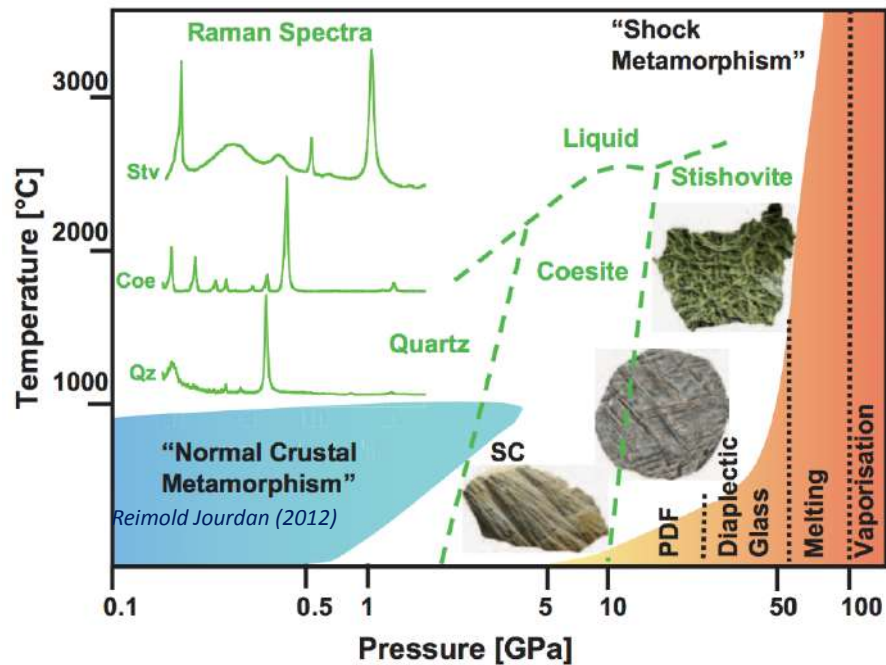 Raman Spectra
“Shock
Metamorphism”
3000
2000
1000
Temperature [°C]
Stv
Coe
Qz
Liquid
Stishovite
Coesite
Quartz
SC
“Normal Crustal
Metamorphism”
Reimold Jourdan (2012)
PDF
Diaplectic
Glass
Melting
Vaporisation
0.1
0.5
1
5
10
50
100
Pressure [GPa]